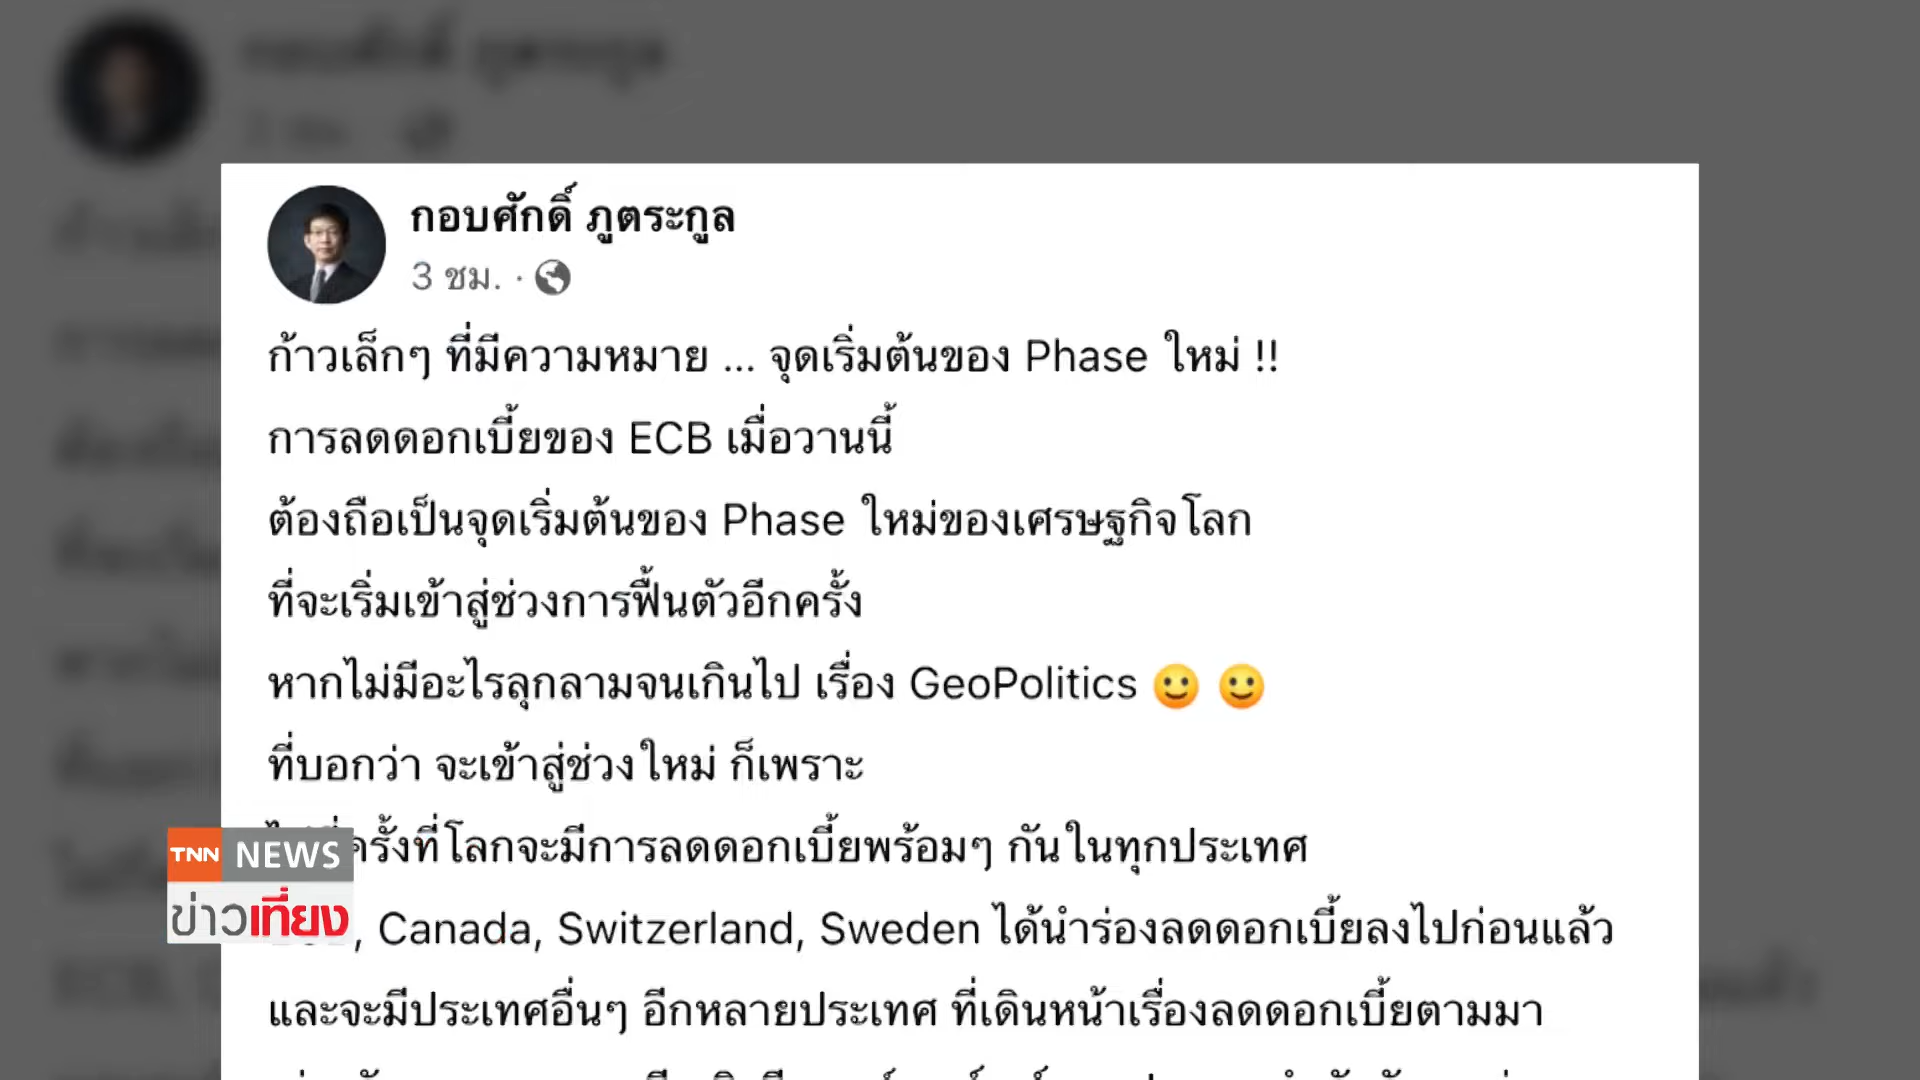 กอบศักดิ์ ภูตระกูล
3 ชม. ·
ก้าวเล็กๆ ที่มีความหมาย ... จุดเริ่มต้นของ Phase ใหม่ !!
การลดดอกเบี้ยของ ECB เมื่อวานนี้
ต้องถือเป็นจุดเริ่มต้นของ Phase ใหม่ของเศรษฐกิจโลก
ที่จะเริ่มเข้าสู่ช่วงการฟื้นตัวอีกครั้ง
หากไม่มีอะไรลุกลามจนเกินไป เรื่อง GeoPolitics 🙂 🙂
ที่บอกว่า จะเข้าสู่ช่วงใหม่ ก็เพราะ
ครั้งที่โลกจะมีการลดดอกเบี้ยพร้อมๆ กันในทุกประเทศ
TNN NEWS
ข่าวเที่ยง
, Canada, Switzerland, Sweden ได้นำร่องลดดอกเบี้ยลงไปก่อนแล้ว
และจะมีประเทศอื่นๆ อีกหลายประเทศ ที่เดินหน้าเรื่องลดดอกเบี้ยตามมา